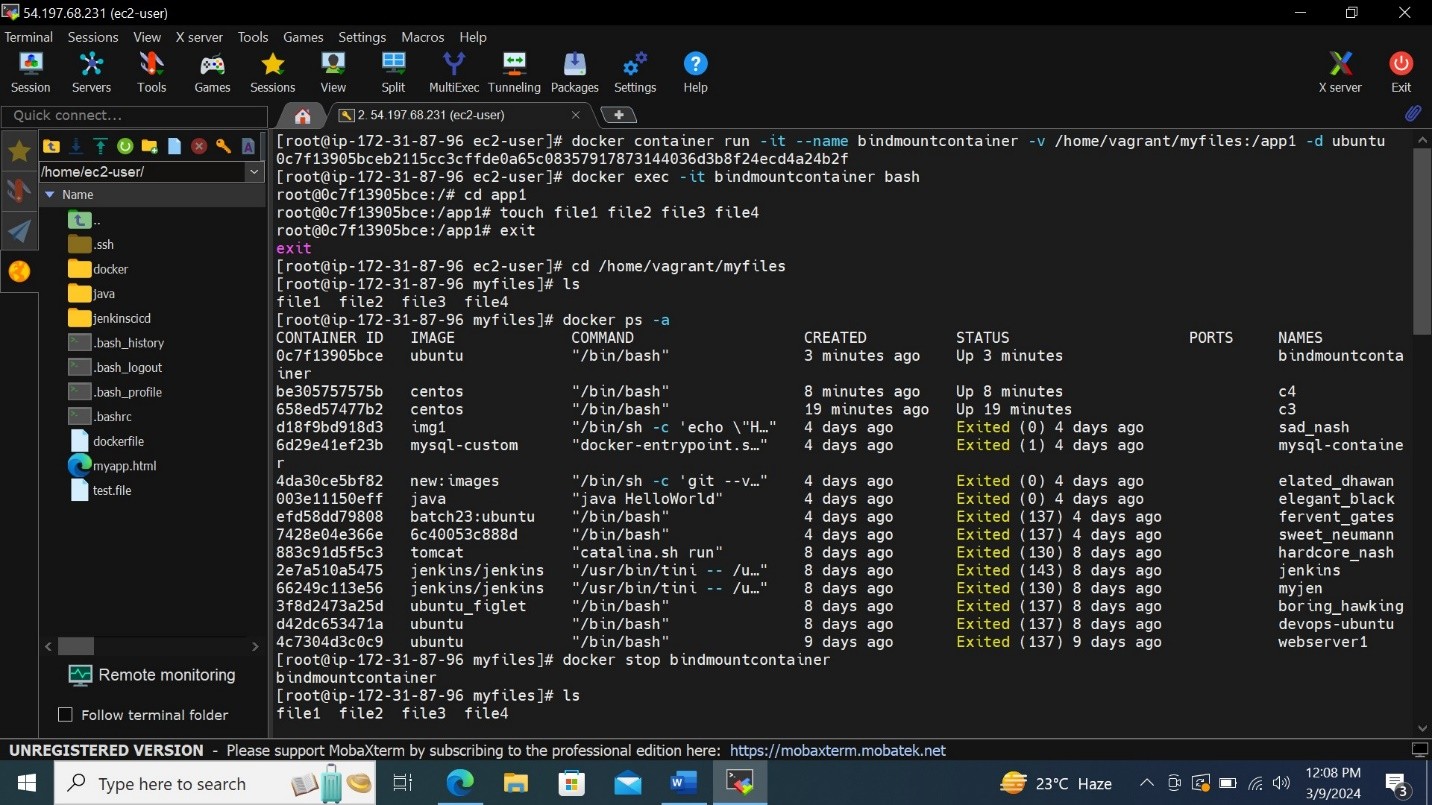 54.197.68.231 (ec2-user)
Terminal Sessions View X server Tools Games Settings Macros Help
Session Servers Tools Games Sessions View Split MultiExec Tunneling Packages Settings Help X server Exit
Quick connect...
2. 54.197.68.231 (ec2-user)
/home/ec2-user/
Name
..
.ssh
docker
java
jenkinscicd
.bash_history
.bash_logout
.bash_profile
.bashrc
dockerfile
myapp.html
test.file
Remote monitoring
Follow terminal folder
[root@ip-172-31-87-96 ec2-user]# docker container run -it --name bindmountcontainer -v /home/vagrant/myfiles:/app1 -d ubuntu
0c7f13905bceb2115cc3cffde0a65c08357917873144036d3b8f24ecd4a24b2f
[root@ip-172-31-87-96 ec2-user]# docker exec -it bindmountcontainer bash
root@0c7f13905bce:/# cd app1
root@0c7f13905bce:/app1# touch file1 file2 file3 file4
root@0c7f13905bce:/app1# exit
exit
[root@ip-172-31-87-96 ec2-user]# cd /home/vagrant/myfiles
[root@ip-172-31-87-96 myfiles]# ls
file1 file2 file3 file4
[root@ip-172-31-87-96 myfiles]# docker ps -a
CONTAINER ID IMAGE COMMAND CREATED STATUS PORTS NAMES
0c7f13905bce ubuntu "/bin/bash" 3 minutes ago Up 3 minutes bindmountconta
iner
be305757575b centos "/bin/bash" 8 minutes ago Up 8 minutes c4
658ed57477b2 centos "/bin/bash" 19 minutes ago Up 19 minutes c3
d18f9bd918d3 img1 "/bin/sh -c 'echo \"H…" 4 days ago Exited (0) 4 days ago sad_nash
6d29e41ef23b mysql-custom "docker-entrypoint.s…" 4 days ago Exited (1) 4 days ago mysql-containe
r
4da30ce5bf82 new:images "/bin/sh -c 'git --v…" 4 days ago Exited (0) 4 days ago elated_dhawan
003e11150eff java "java HelloWorld" 4 days ago Exited (0) 4 days ago elegant_black
efd58dd79808 batch23:ubuntu "/bin/bash" 4 days ago Exited (137) 4 days ago fervent_gates
7428e04e366e 6c40053c888d "/bin/bash" 4 days ago Exited (137) 4 days ago sweet_neumann
883c91d5f5c3 tomcat "catalina.sh run" 8 days ago Exited (130) 8 days ago hardcore_nash
2e7a510a5475 jenkins/jenkins "/usr/bin/tini -- /u…" 8 days ago Exited (143) 8 days ago jenkins
66249c113e56 jenkins/jenkins "/usr/bin/tini -- /u…" 8 days ago Exited (130) 8 days ago myjen
3f8d2473a25d ubuntu_figlet "/bin/bash" 8 days ago Exited (137) 8 days ago boring_hawking
d42dc653471a ubuntu "/bin/bash" 8 days ago Exited (137) 8 days ago devops-ubuntu
4c7304d3c0c9 ubuntu "/bin/bash" 9 days ago Exited (137) 9 days ago webserver1
[root@ip-172-31-87-96 myfiles]# docker stop bindmountcontainer
bindmountcontainer
[root@ip-172-31-87-96 myfiles]# ls
file1 file2 file3 file4
UNREGISTERED VERSION - Please support MobaXterm by subscribing to the professional edition here: https://mobaxterm.mobatek.net
Type here to search
23°C Haze
12:08 PM
3/9/2024
3